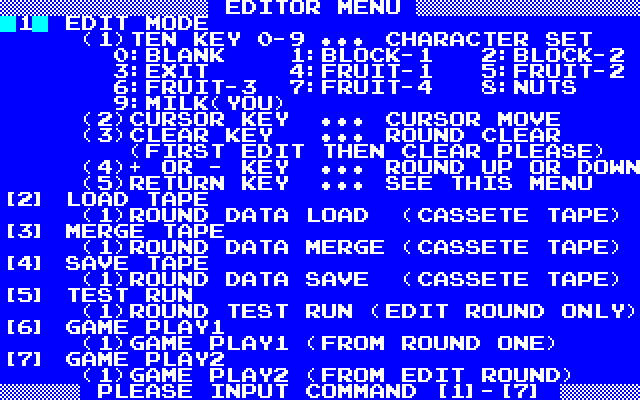 EDITOR MENU
[1] EDIT MODE
(1)TEN KEY 0-9 ... CHARACTER SET
0:BLANK 1:BLOCK-1 2:BLOCK-2
3:EXIT 4:FRUIT-1 5:FRUIT-2
6:FRUIT-3 7:FRUIT-4 8:NUTS
9:MILK(YOU)
(2)CURSOR KEY ... CURSOR MOVE
(3)CLEAR KEY ... ROUND CLEAR
(FIRST EDIT THEN CLEAR PLEASE)
(4)+ OR - KEY ... ROUND UP OR DOWN
(5)RETURN KEY ... SEE THIS MENU
[2] LOAD TAPE
(1)ROUND DATA LOAD (CASSETE TAPE)
[3] MERGE TAPE
(1)ROUND DATA MERGE (CASSETE TAPE)
[4] SAVE TAPE
(1)ROUND DATA SAVE (CASSETE TAPE)
[5] TEST RUN
(1)ROUND TEST RUN (EDIT ROUND ONLY)
[6] GAME PLAY1
(1)GAME PLAY1 (FROM ROUND ONE)
[7] GAME PLAY2
(1)GAME PLAY2 (FROM EDIT ROUND)
PLEASE INPUT COMMAND [1]-[7]